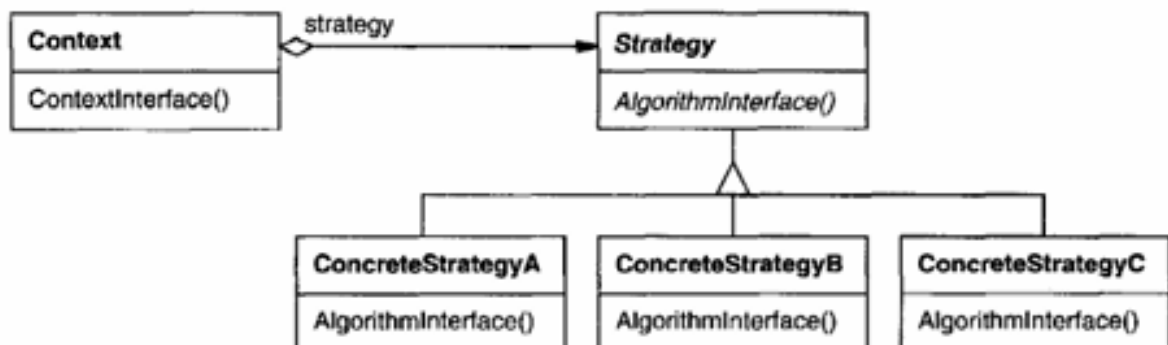 Context
ContextInterface()
strategy
Strategy
AlgorithmInterface()
ConcreteStrategyA
AlgorithmInterface()
ConcreteStrategyB
AlgorithmInterface()
ConcreteStrategyC
AlgorithmInterface()